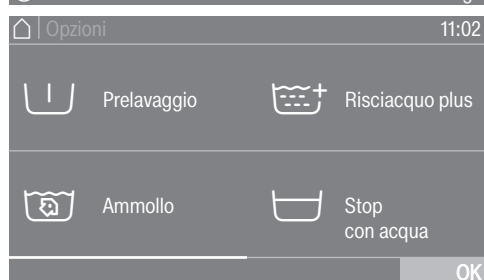 Opzioni 11:02
Prelavaggio
Risciacquo plus
Ammollo
Stop
con acqua
OK